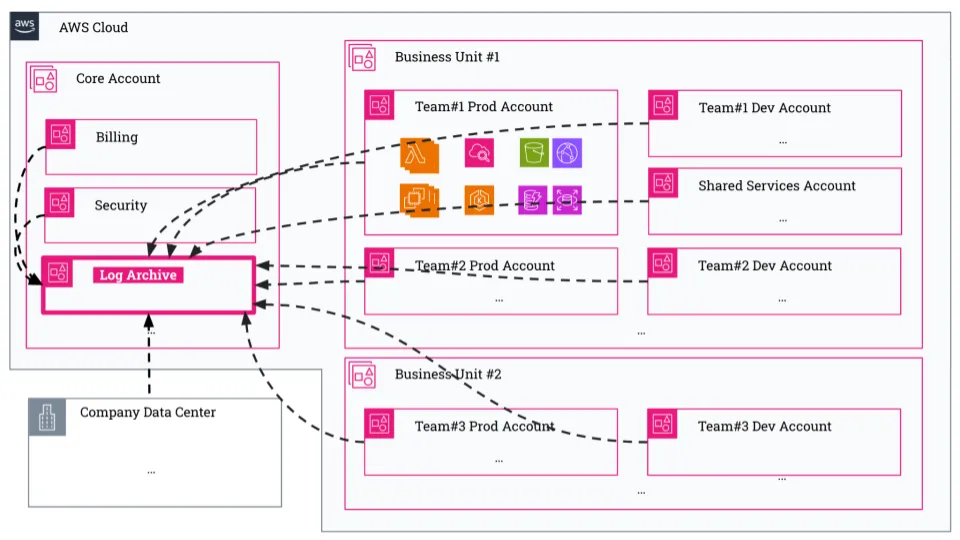 aws
AWS Cloud
Core Account
Billing
Security
Log Archive
...
Company Data Center
...
Business Unit #1
Team#1 Prod Account
Team#1 Dev Account
...
Shared Services Account
...
Team#2 Prod Account
...
Team#2 Dev Account
...
...
Business Unit #2
Team#3 Prod Account
...
Team#3 Dev Account
...
...